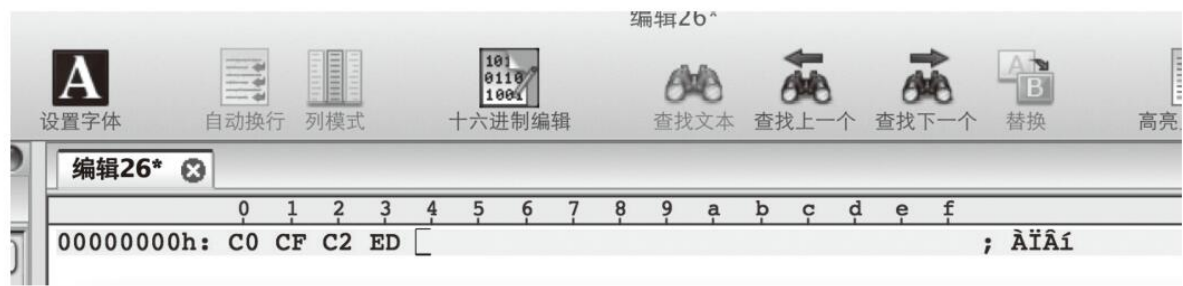 编辑26*
设置字体 自动换行 列模式 十六进制编辑 查找文本 查找上一个 查找下一个 替换 高亮
编辑26*
0 1 2 3 4 5 6 7 8 9 a b c d e f
00000000h: C0 CF C2 ED ; ÀÏÂí